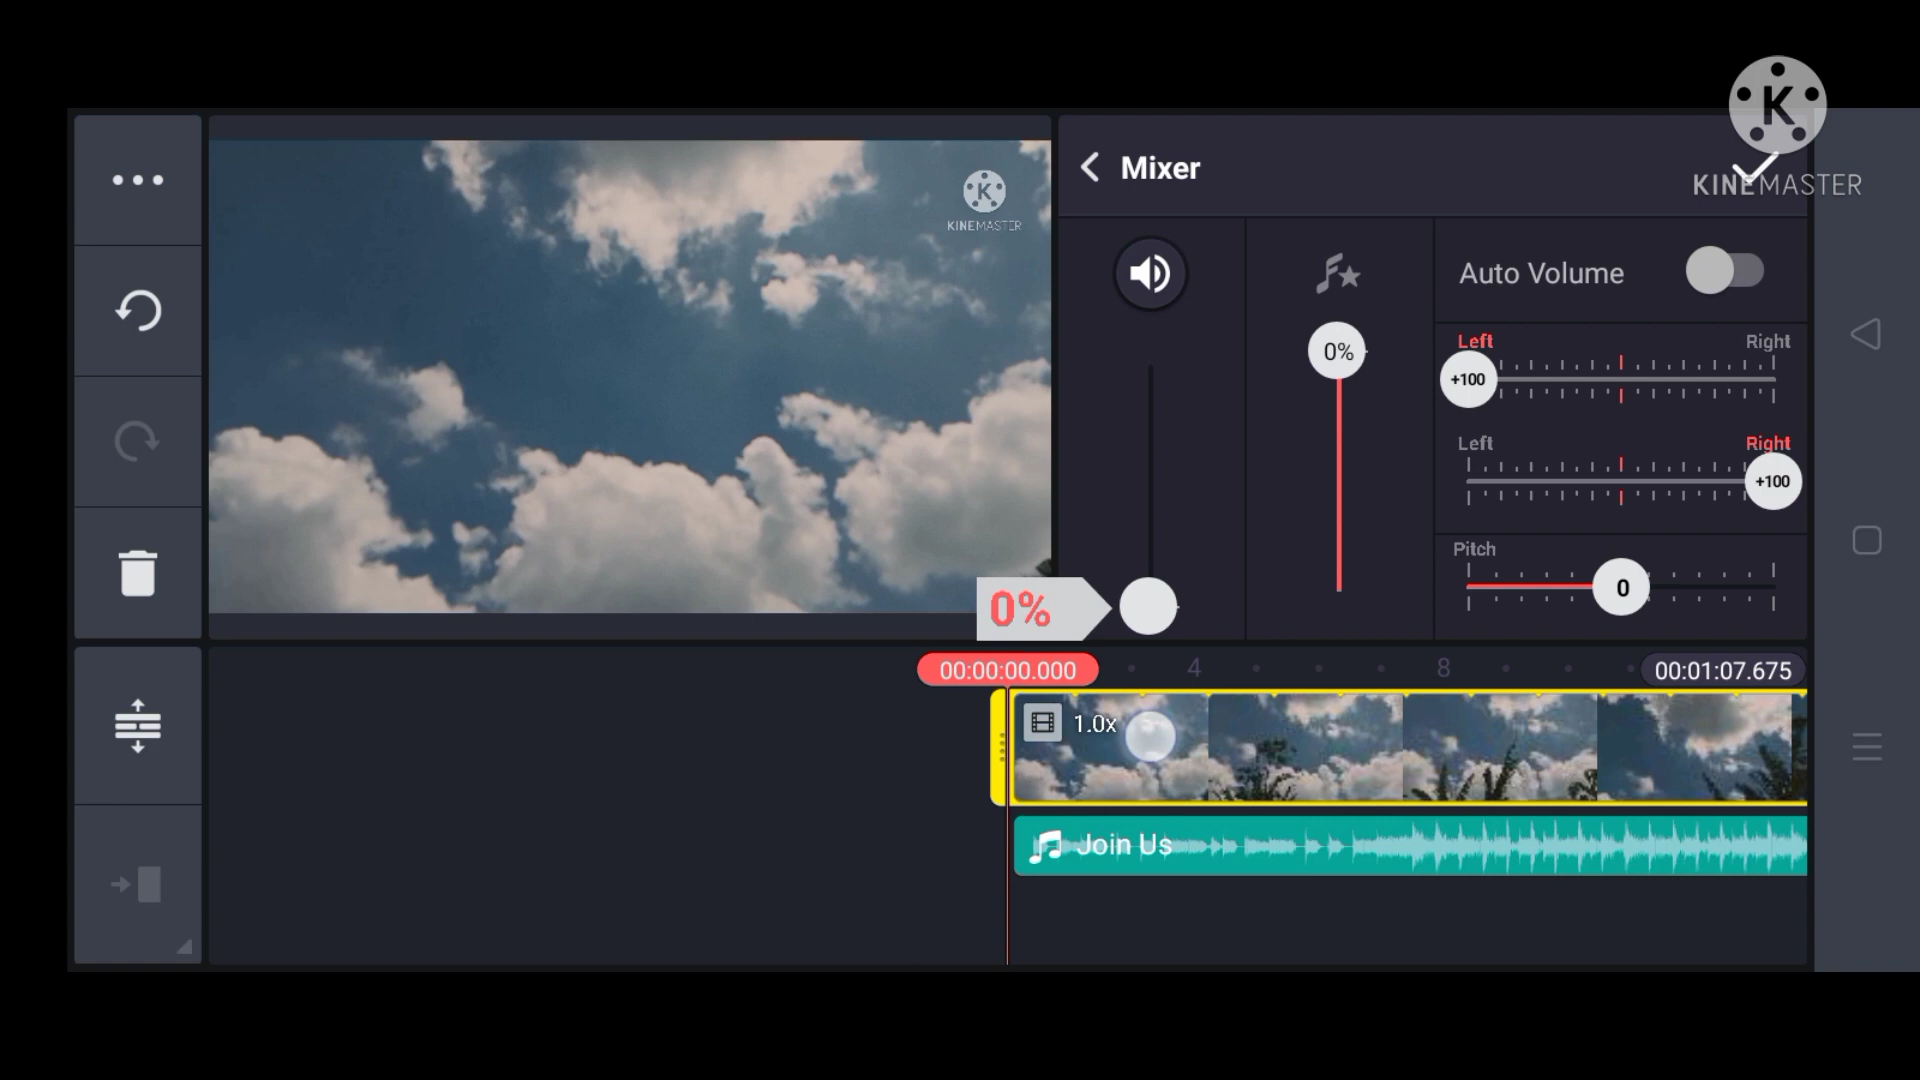 KINEMASTER
KINEMASTER
Mixer
Auto Volume
0%
Left Right
+100
Left Right
+100
Pitch
0
0%
00:00:00.000 4 8 00:01:07.675
1.0x
Join Us